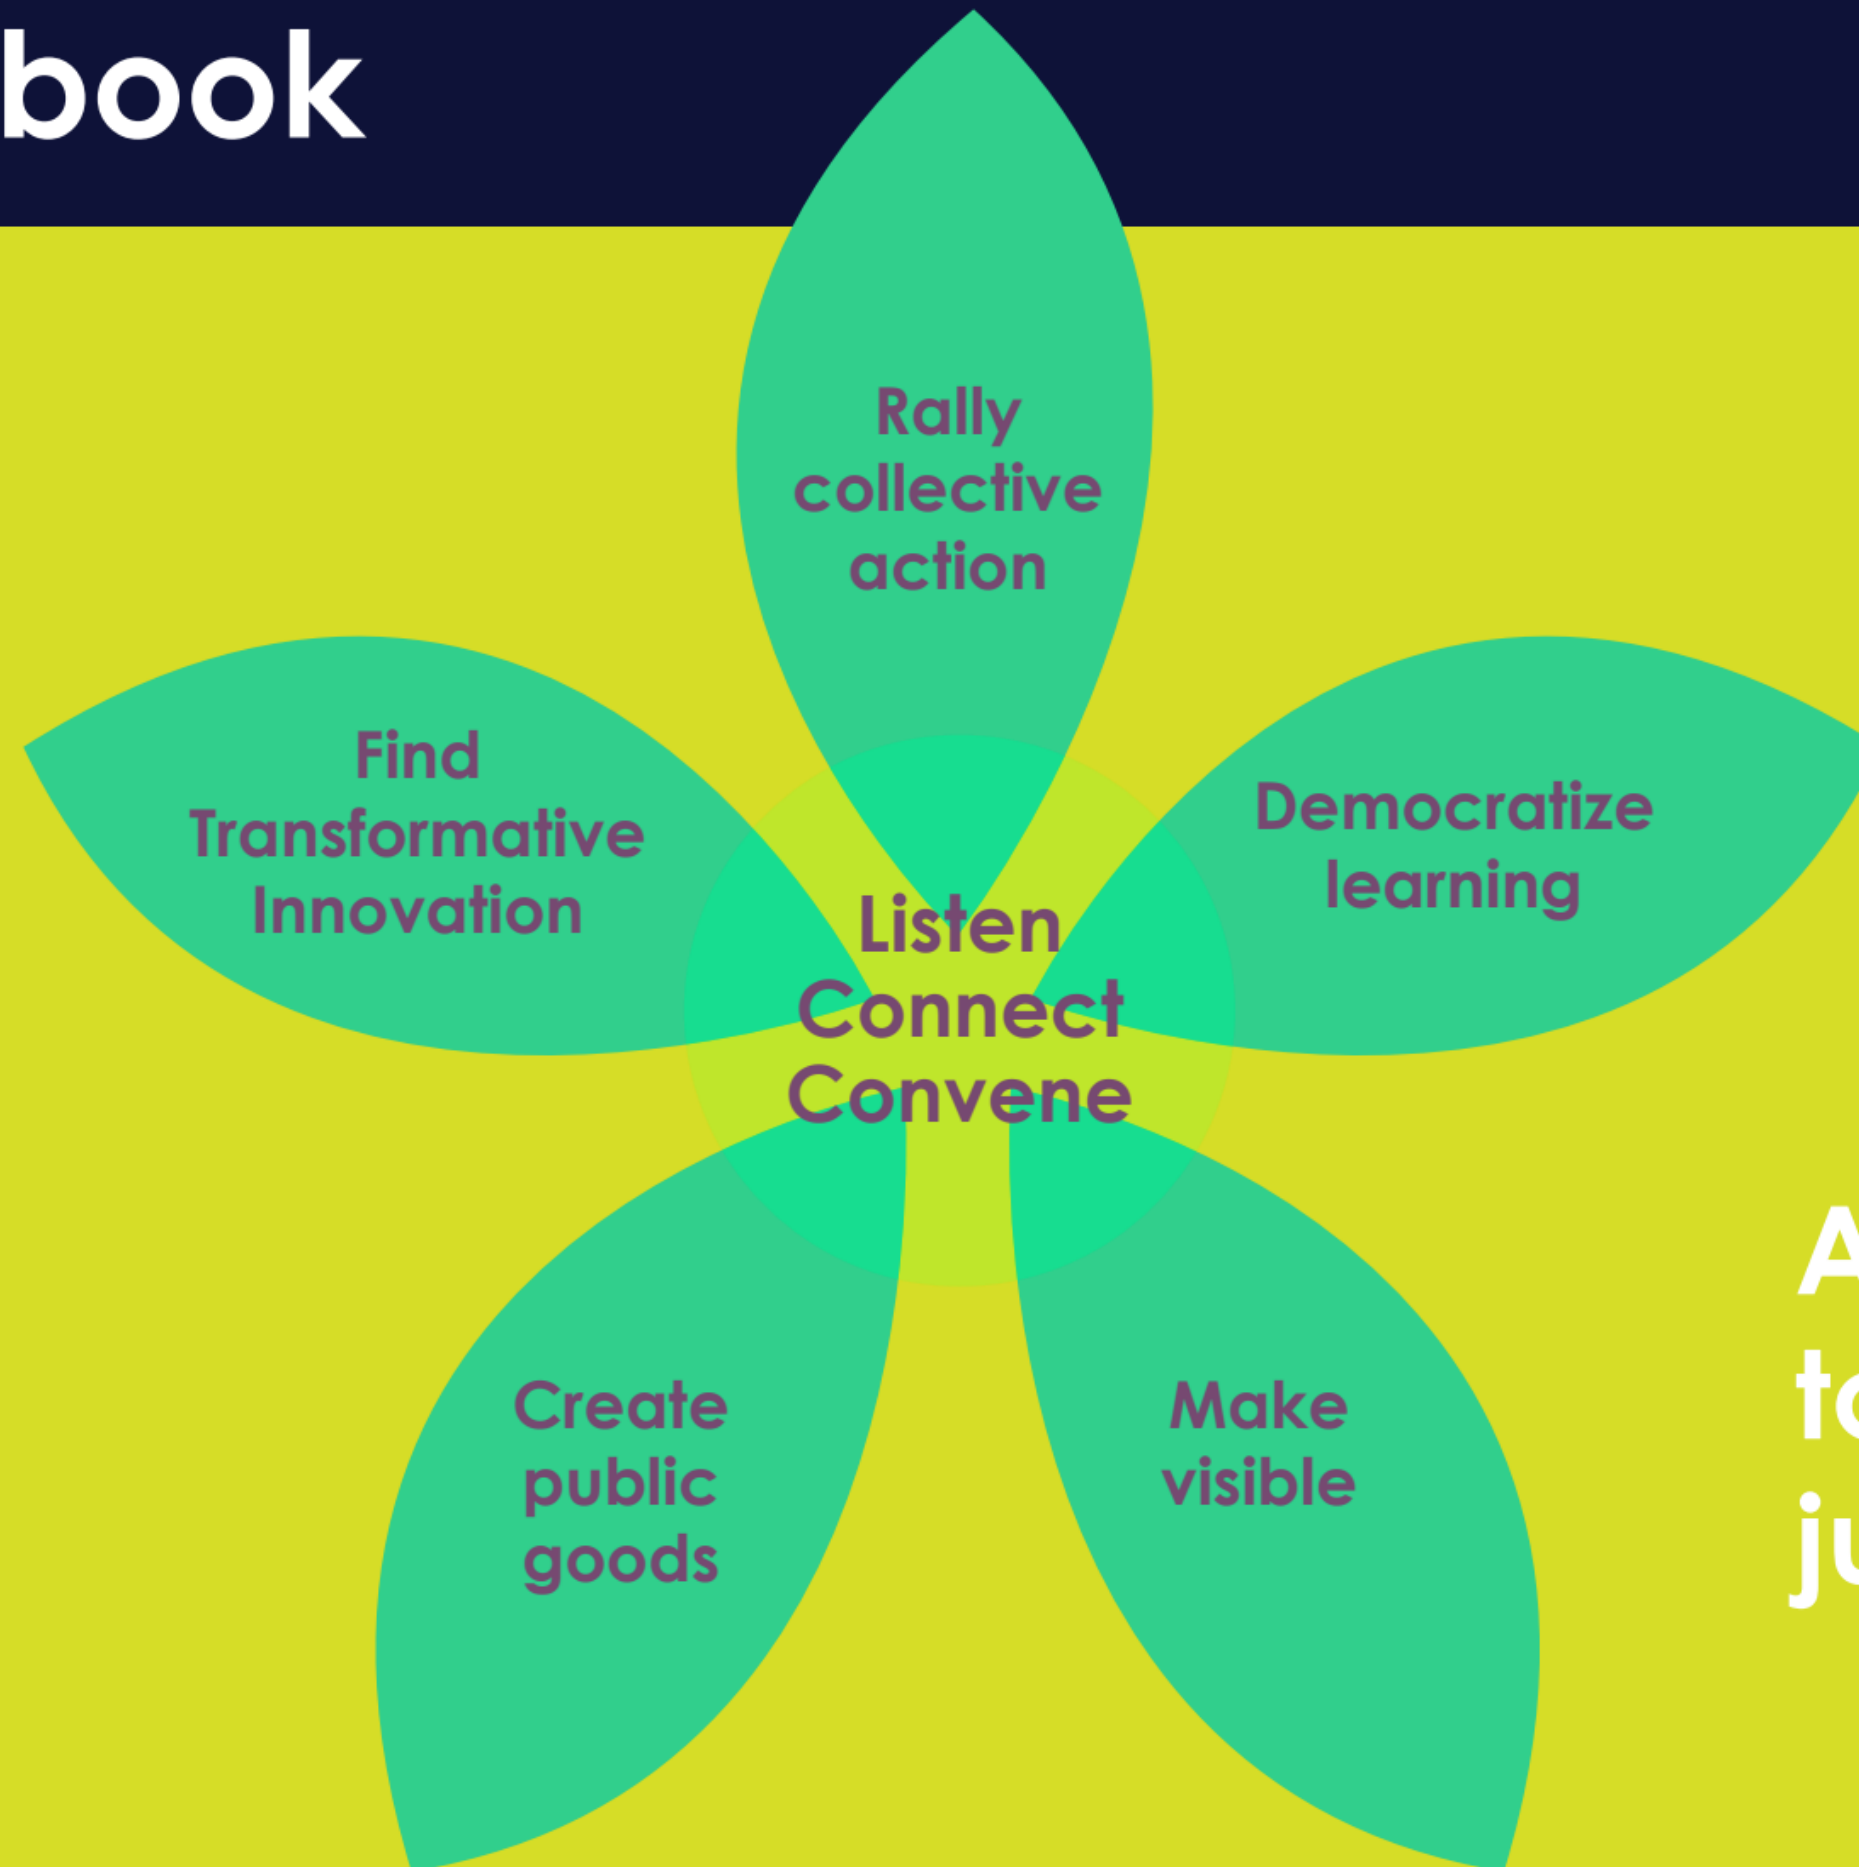 book
Rally
collective
action
Find
Transformative
Innovation
Democratize
learning
Listen
Connect
Convene
Create
public
goods
Make
visible